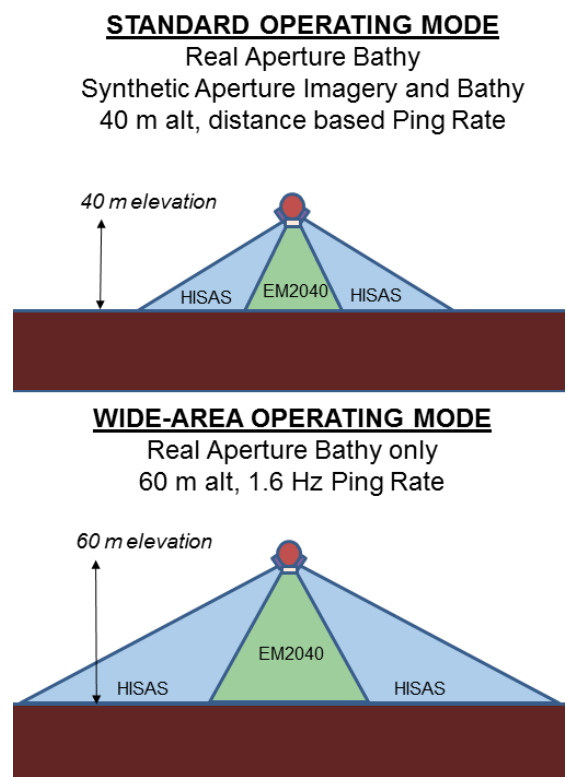 STANDARD OPERATING MODE
Real Aperture Bathy
Synthetic Aperture Imagery and Bathy
40 m alt, distance based Ping Rate
40 m elevation
HISAS EM2040 HISAS
WIDE-AREA OPERATING MODE
Real Aperture Bathy only
60 m alt, 1.6 Hz Ping Rate
60 m elevation
EM2040
HISAS HISAS